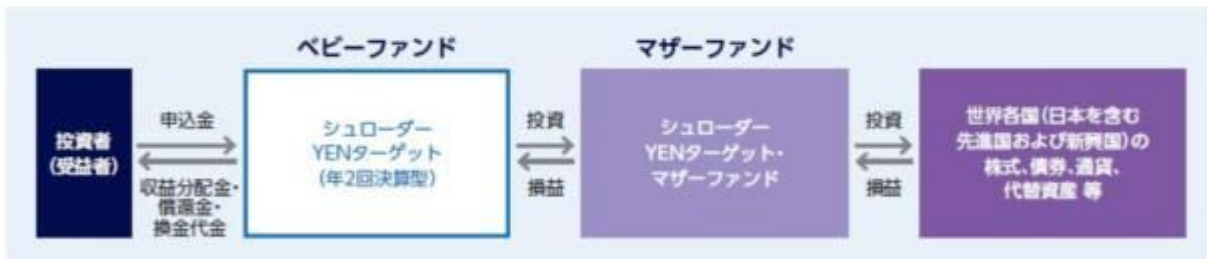 ベビーファンド
マザーファンド
投資者
(受益者)
申込金
収益分配金・
償還金・
換金代金
シュローダー
YENターゲット
(年2回決算型)
投資
損益
シュローダー
YENターゲット・
マザーファンド
投資
損益
世界各国(日本を含む
先進国および新興国)の
株式、債券、通貨、
代替資産 等